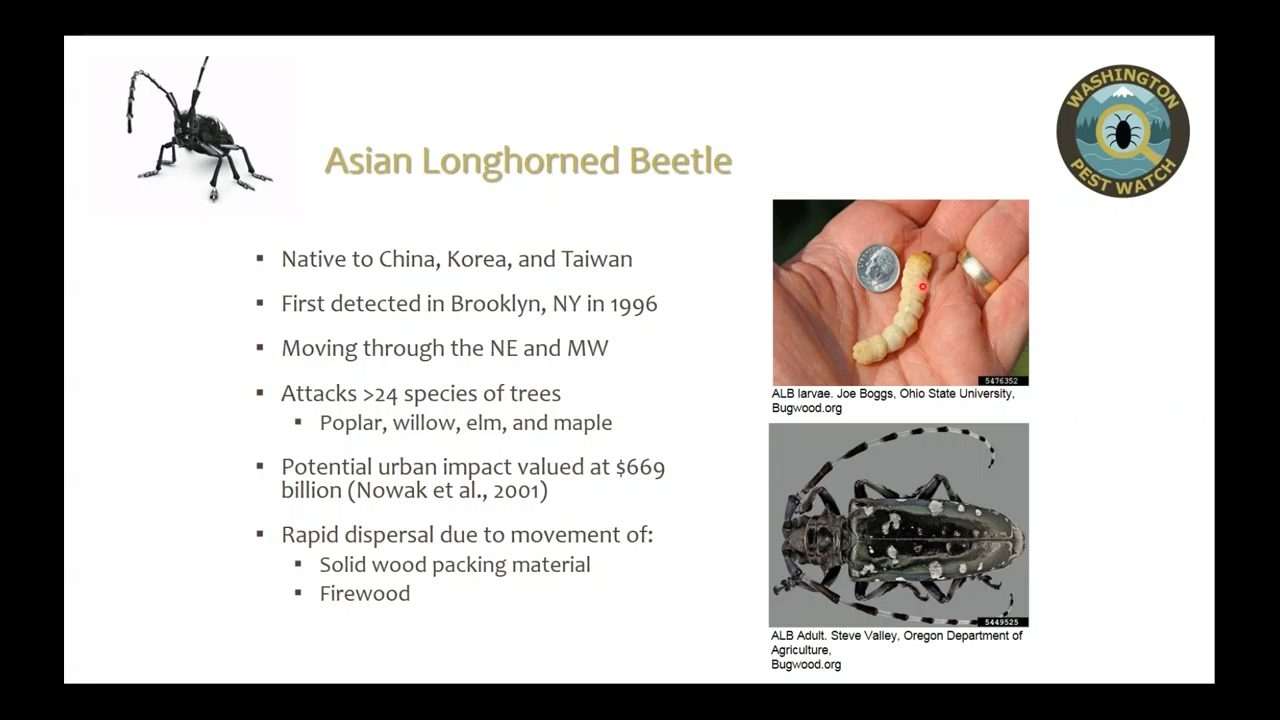 WASHINGTON
PEST WATCH
Asian Longhorned Beetle
▪ Native to China, Korea, and Taiwan
▪ First detected in Brooklyn, NY in 1996
▪ Moving through the NE and MW
▪ Attacks >24 species of trees
▪ Poplar, willow, elm, and maple
▪ Potential urban impact valued at $669
billion (Nowak et al., 2001)
▪ Rapid dispersal due to movement of:
▪ Solid wood packing material
▪ Firewood
5476352
ALB larvae. Joe Boggs, Ohio State University,
Bugwood.org
5449525
ALB Adult. Steve Valley, Oregon Department of
Agriculture,
Bugwood.org